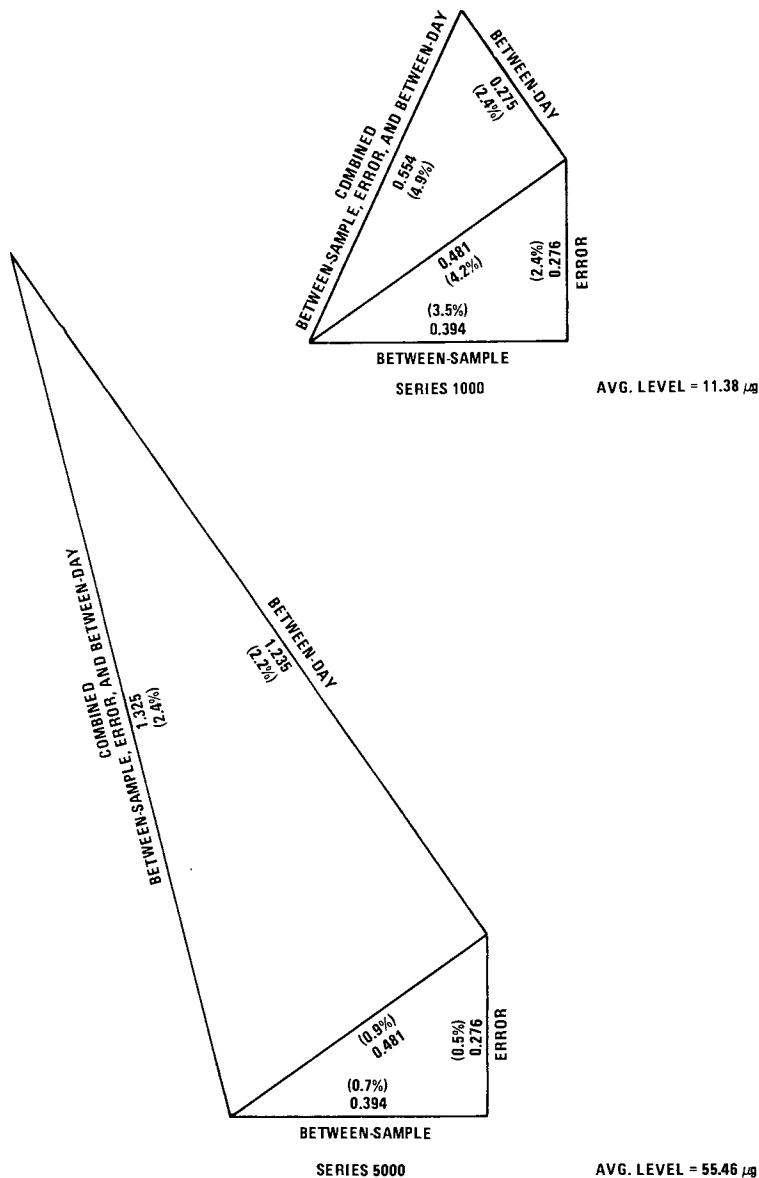 COMBINED
BETWEEN-SAMPLE, ERROR, AND BETWEEN-DAY
0.554
(4.9%)
BETWEEN-DAY
0.275
(2.4%)
0.481
(4.2%)
(2.4%)
0.276
ERROR
(3.5%)
0.394
BETWEEN-SAMPLE
SERIES 1000
AVG. LEVEL = 11.38 µg
COMBINED
BETWEEN-SAMPLE, ERROR, AND BETWEEN-DAY
1.325
(2.4%)
BETWEEN-DAY
1.235
(2.2%)
(0.9%)
0.481
(0.5%)
0.276
ERROR
(0.7%)
0.394
BETWEEN-SAMPLE
SERIES 5000
AVG. LEVEL = 55.46 µg